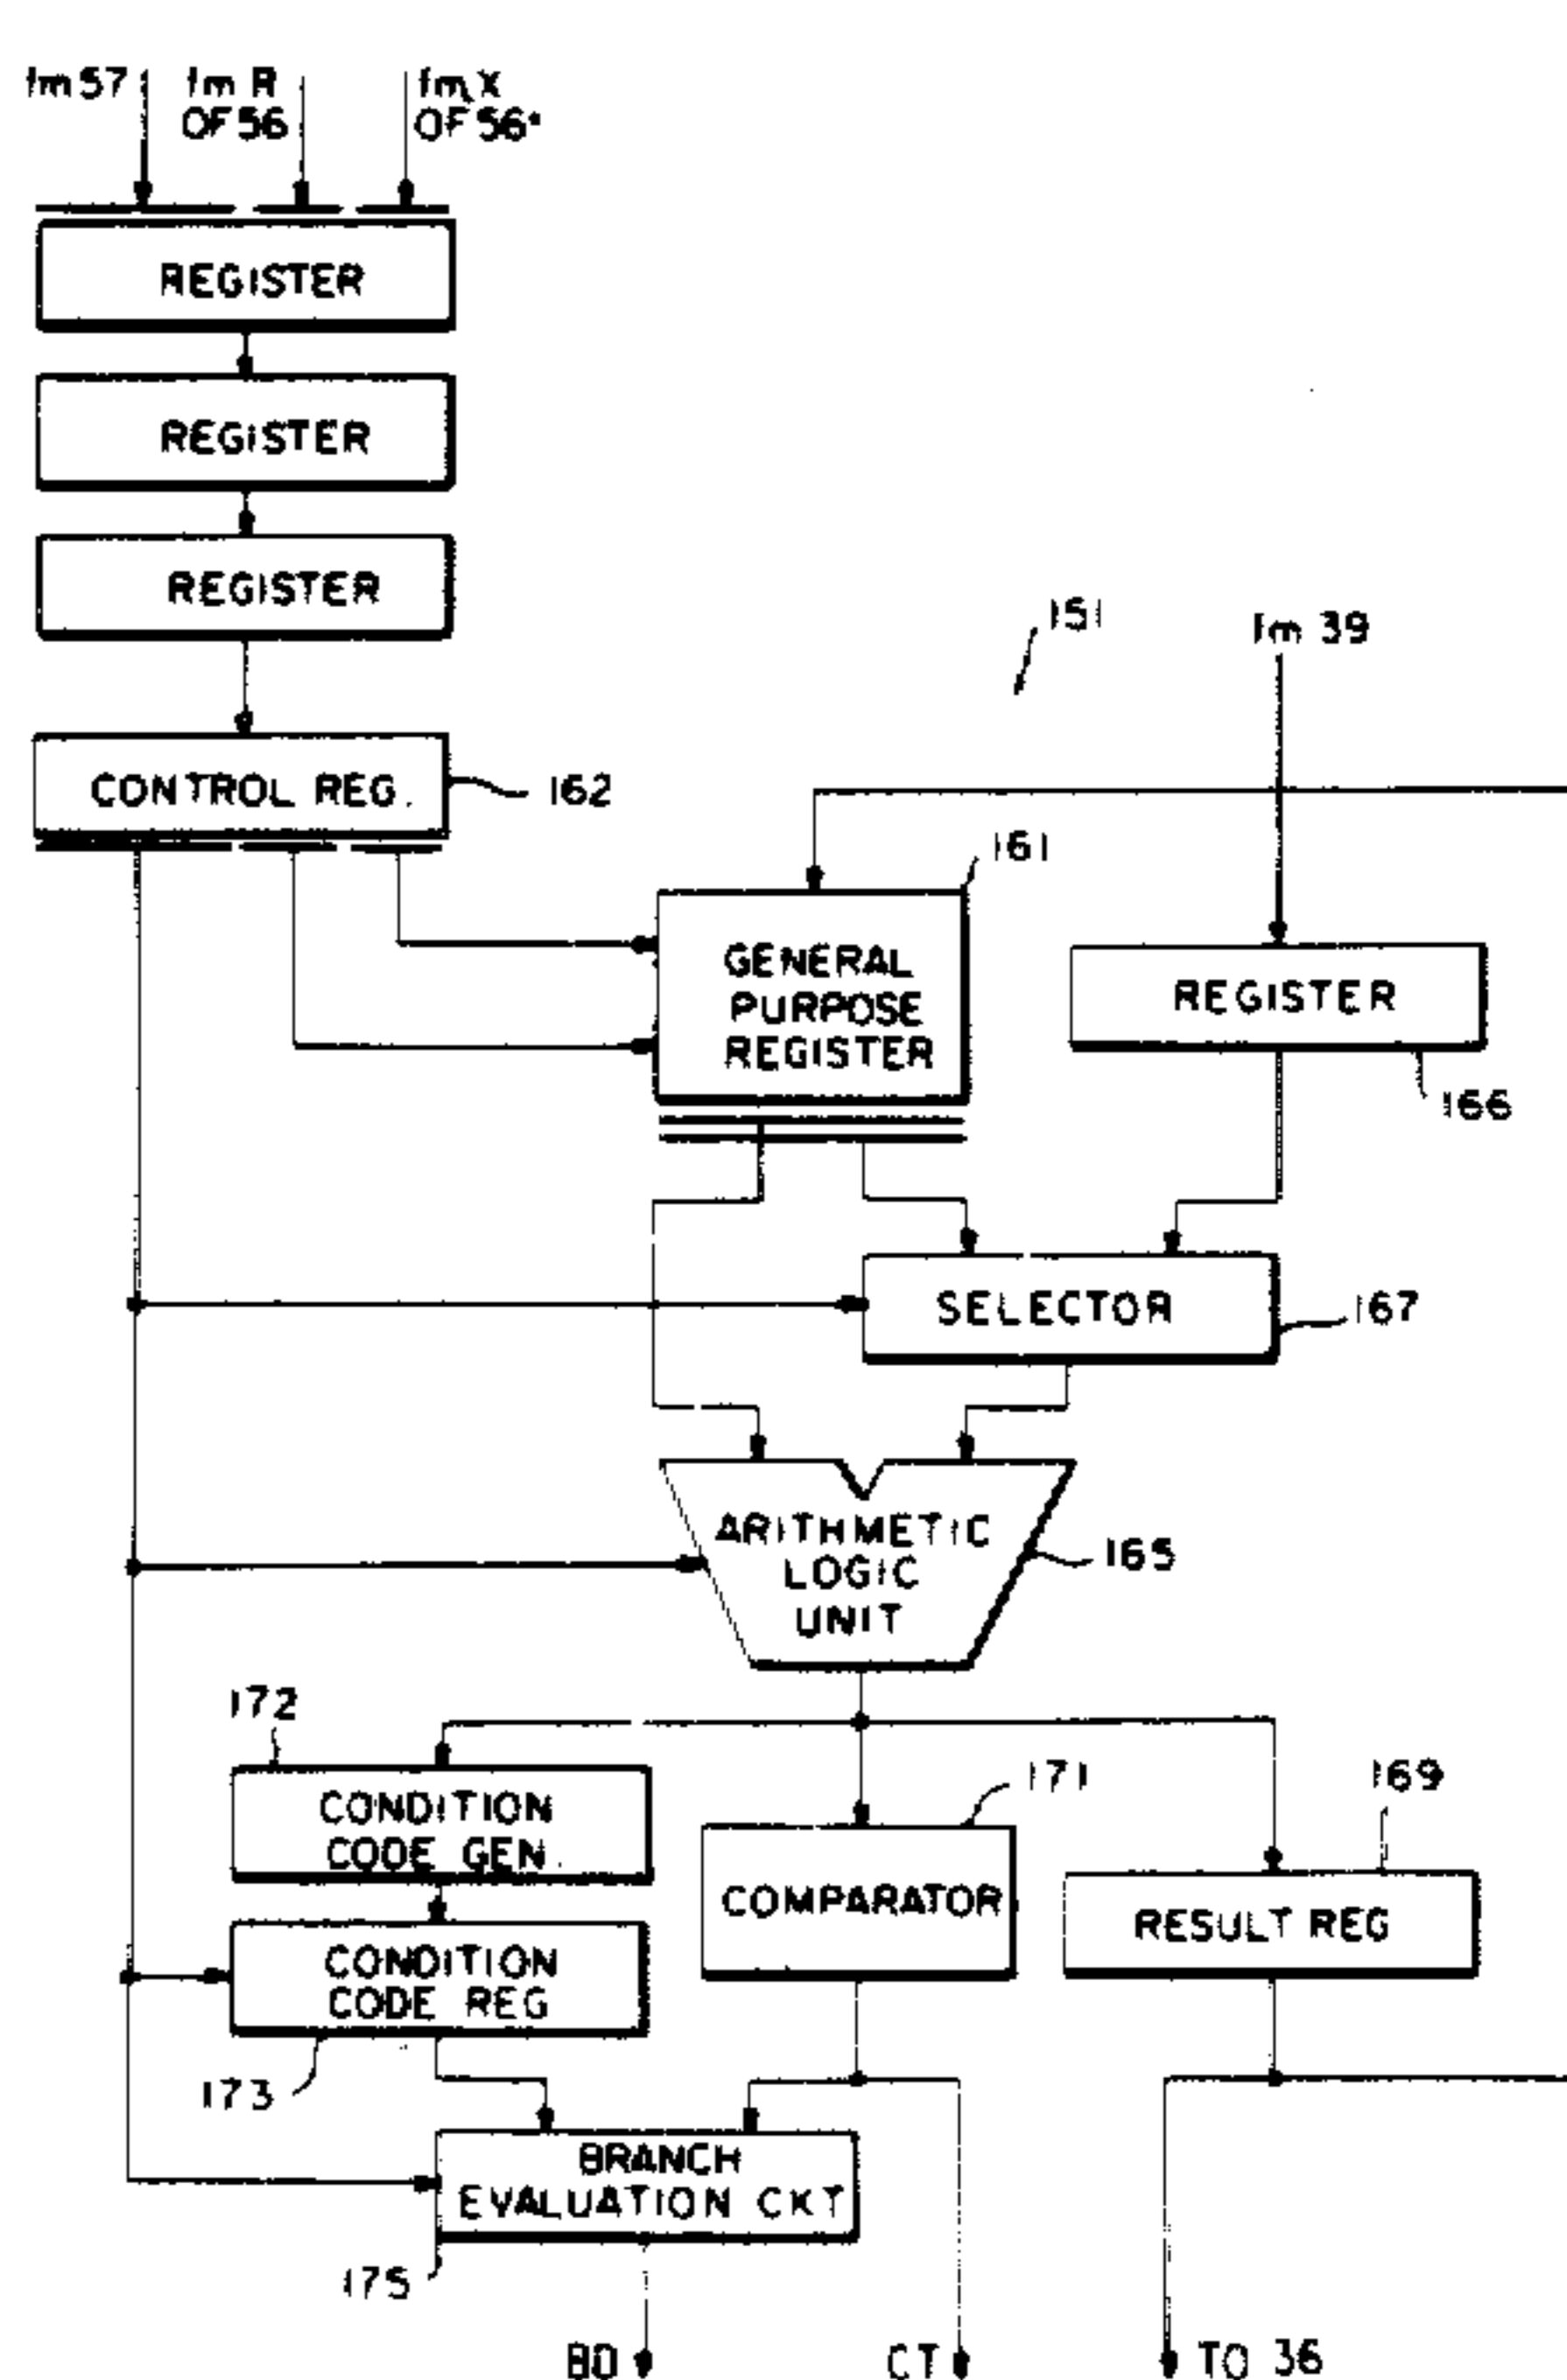 fm 57
fm R
OF 56
fm X
OF 56
REGISTER
REGISTER
REGISTER
151
fm 39
CONTROL REG.
162
161
GENERAL
PURPOSE
REGISTER
REGISTER
166
SELECTOR
167
ARITHMETIC
LOGIC
UNIT
165
172
CONDITION
CODE GEN.
171
COMPARATOR
169
RESULT REG
CONDITION
CODE REG
173
BRANCH
EVALUATION CKT
175
BO
CT
TO 36